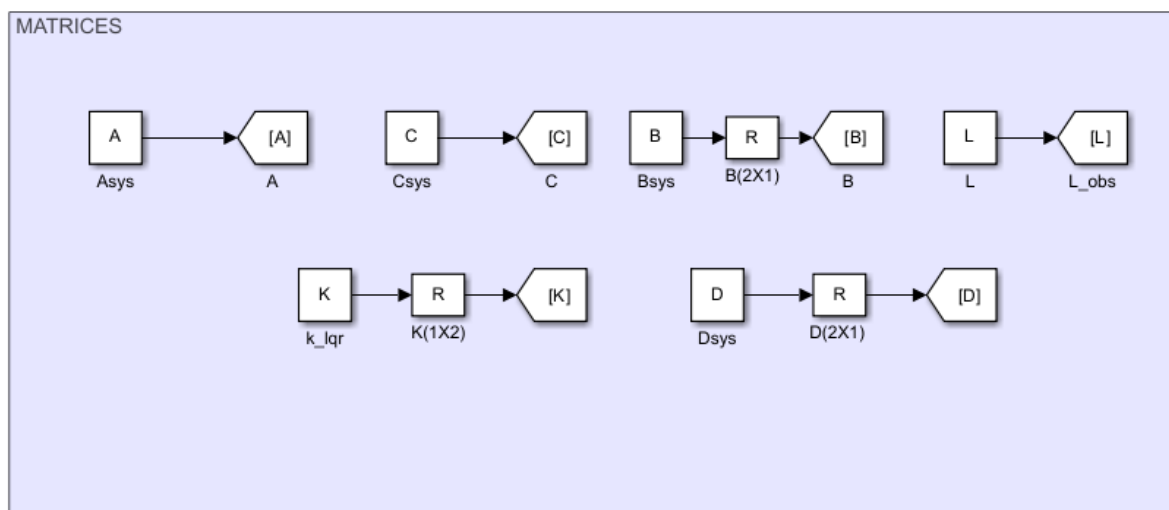 MATRICES
A
[A]
C
[C]
B
R
[B]
L
[L]
Asys
A
Csys
C
Bsys
B(2X1)
B
L
L_obs
K
R
[K]
D
R
[D]
k_lqr
K(1X2)
Dsys
D(2X1)